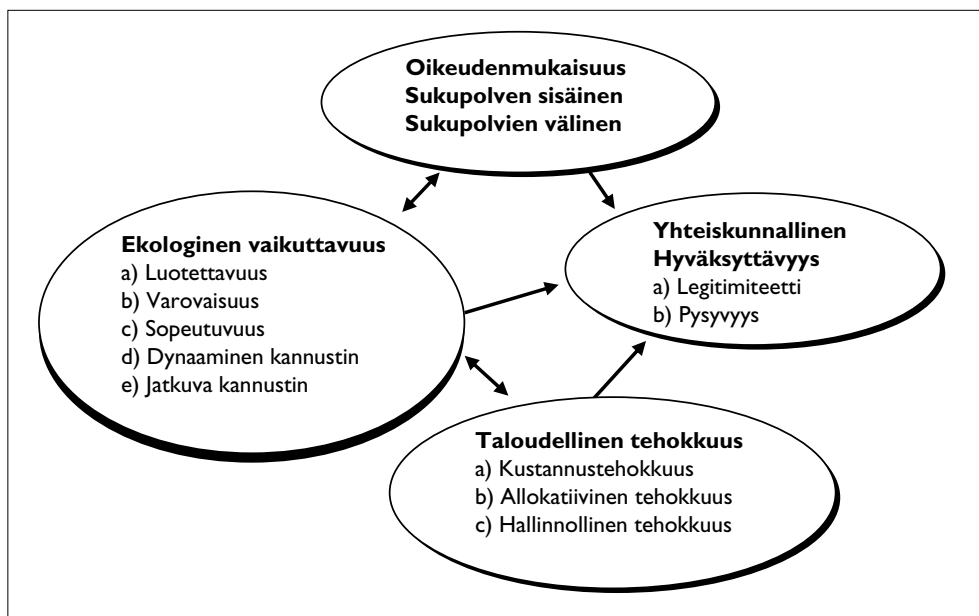 Oikeudenmukaisuus
Sukupolven sisäinen
Sukupolvien välinen
Ekologinen vaikuttavuus
a) Luotettavuus
b) Varovaisuus
c) Sopeutuvuus
d) Dynaaminen kannustin
e) Jatkuva kannustin
Yhteiskunnallinen
Hyväksyttävyys
a) Legitimiteetti
b) Pysyvyys
Taloudellinen tehokkuus
a) Kustannustehokkuus
b) Allokatiivinen tehokkuus
c) Hallinnollinen tehokkuus